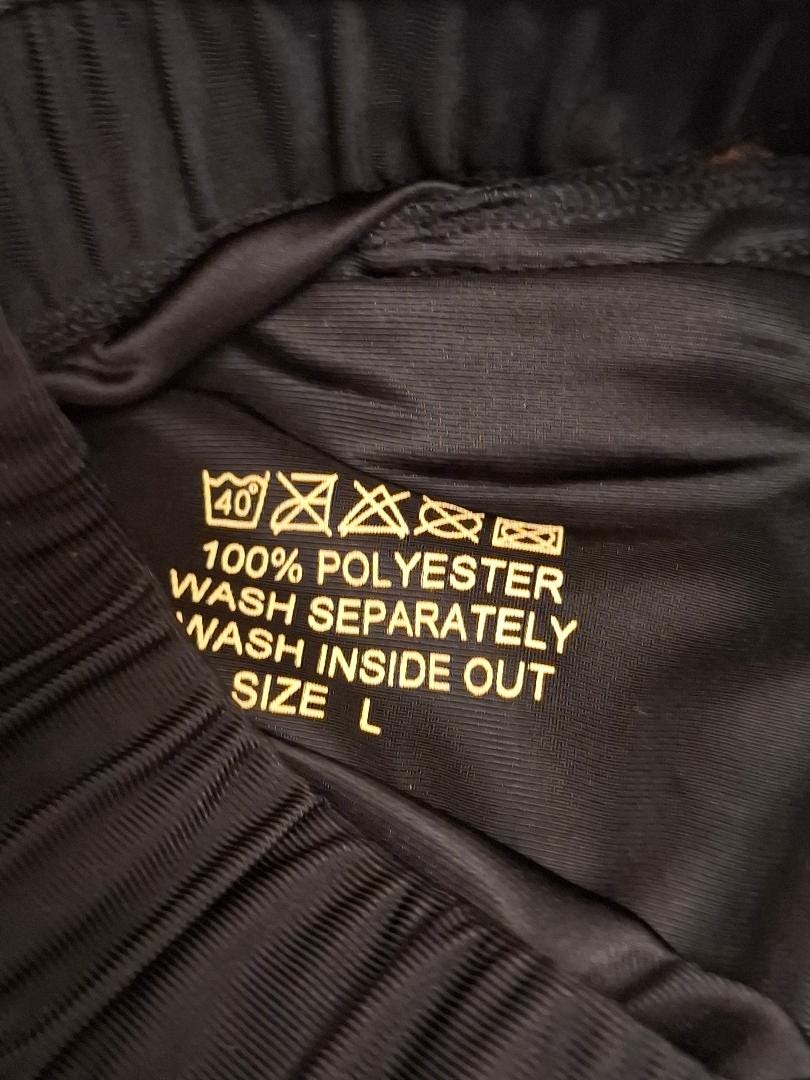 40°
100% POLYESTER
WASH SEPARATELY
WASH INSIDE OUT
SIZE L